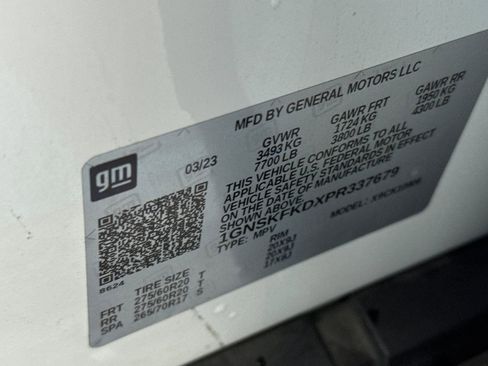 MFD BY GENERAL MOTORS LLC
gm
03/23
GVWR GAWR FRT GAWR RR
3493 KG 1724 KG 1950 KG
7700 LB 3800 LB 4300 LB
THIS VEHICLE CONFORMS TO ALL
APPLICABLE U.S. FEDERAL MOTOR
VEHICLE SAFETY STANDARDS IN EFFECT
ON THE DATE OF MANUFACTURE
SHOWN ABOVE.
1GNSKFKDXPR337679
TYPE: MPV MODEL:
8624
TIRE SIZE RIM
FRT 275/60R20 T 20X9J
RR 275/60R20 T 20X9J
SPA 265/70R17 S 17X8J